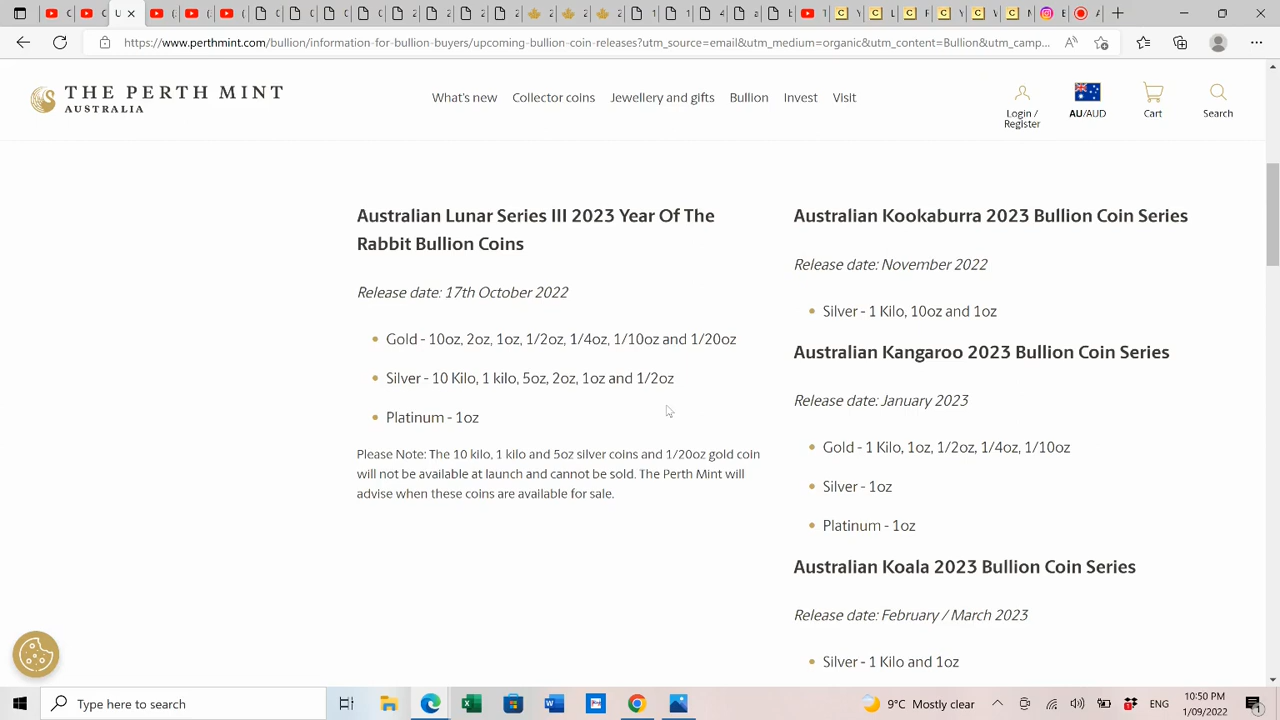 https://www.perthmint.com/bullion/information-for-bullion-buyers/upcoming-bullion-coin-releases?utm_source=email&utm_medium=organic&utm_content=Bullion&utm_camp...
THE PERTH MINT
AUSTRALIA
What's new
Collector coins
Jewellery and gifts
Bullion
Invest
Visit
Login /
Register
AU/AUD
Cart
Search
Australian Lunar Series III 2023 Year Of The
Rabbit Bullion Coins
Release date: 17th October 2022
Gold - 10oz, 2oz, 1oz, 1/2oz, 1/4oz, 1/10oz and 1/20oz
Silver - 10 Kilo, 1 kilo, 5oz, 2oz, 1oz and 1/2oz
Platinum - 1oz
Please Note: The 10 kilo, 1 kilo and 5oz silver coins and 1/20oz gold coin
will not be available at launch and cannot be sold. The Perth Mint will
advise when these coins are available for sale.
Australian Kookaburra 2023 Bullion Coin Series
Release date: November 2022
Silver - 1 Kilo, 10oz and 1oz
Australian Kangaroo 2023 Bullion Coin Series
Release date: January 2023
Gold - 1 Kilo, 1oz, 1/2oz, 1/4oz, 1/10oz
Silver - 1oz
Platinum - 1oz
Australian Koala 2023 Bullion Coin Series
Release date: February / March 2023
Silver - 1 Kilo and 1oz
Type here to search
9°C Mostly clear
ENG
10:50 PM
1/09/2022